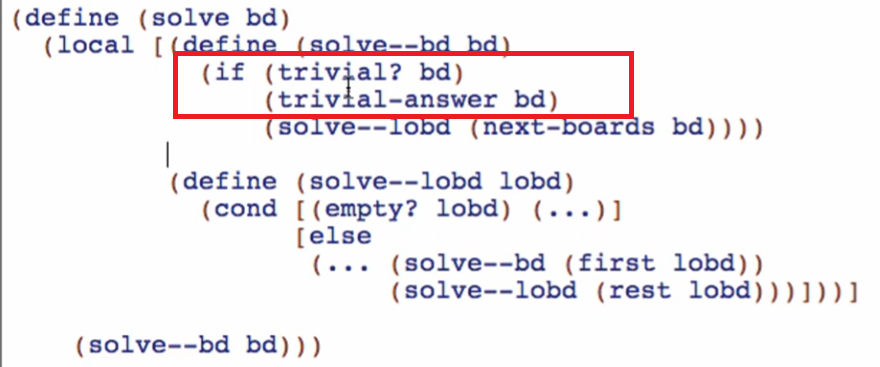 (define (solve bd)
(local [(define (solve--bd bd)
(if (trivial? bd)
(trivial-answer bd)
(solve--lobd (next-boards bd))))
(define (solve--lobd lobd)
(cond [(empty? lobd) (...)]
[else
(... (solve--bd (first lobd))
(solve--lobd (rest lobd)))]))]
(solve--bd bd)))